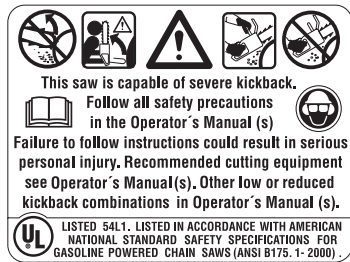 This saw is capable of severe kickback.
Follow all safety precautions
in the Operator´s Manual (s)
Failure to follow instructions could result in serious
personal injury. Recommended cutting equipment
see Operator´s Manual(s). Other low or reduced
kickback combinations in Operator´s Manual (s).
UL
LISTED 54L1. LISTED IN ACCORDANCE WITH AMERICAN
NATIONAL STANDARD SAFETY SPECIFICATIONS FOR
GASOLINE POWERED CHAIN SAWS (ANSI B175.1- 2000) .